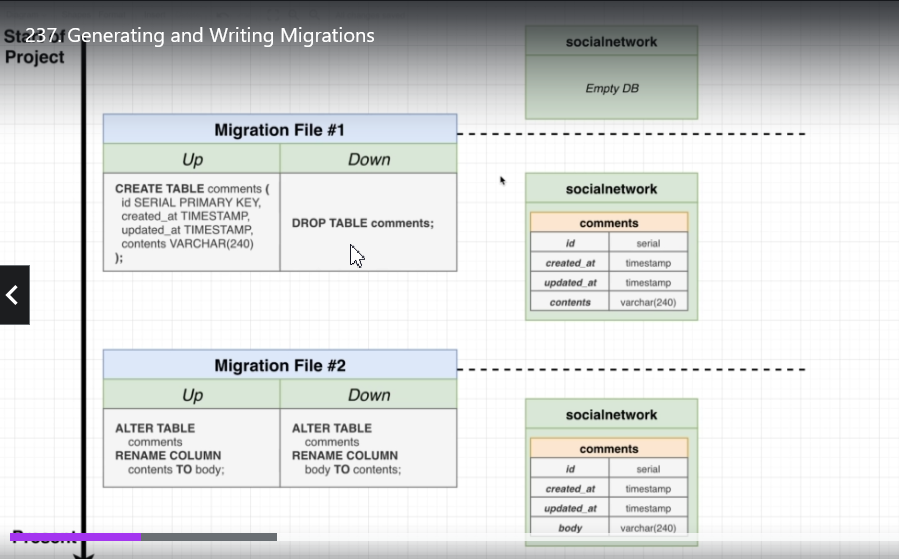 237. Generating and Writing Migrations
Project
socialnetwork
Empty DB
Migration File #1
Up
Down
CREATE TABLE comments (
id SERIAL PRIMARY KEY,
created_at TIMESTAMP,
updated_at TIMESTAMP,
contents VARCHAR(240)
);
DROP TABLE comments;
socialnetwork
comments
id serial
created_at timestamp
updated_at timestamp
contents varchar(240)
Migration File #2
Up
Down
ALTER TABLE
comments
RENAME COLUMN
contents TO body;
ALTER TABLE
comments
RENAME COLUMN
body TO contents;
socialnetwork
comments
id serial
created_at timestamp
updated_at timestamp
body varchar(240)
Present